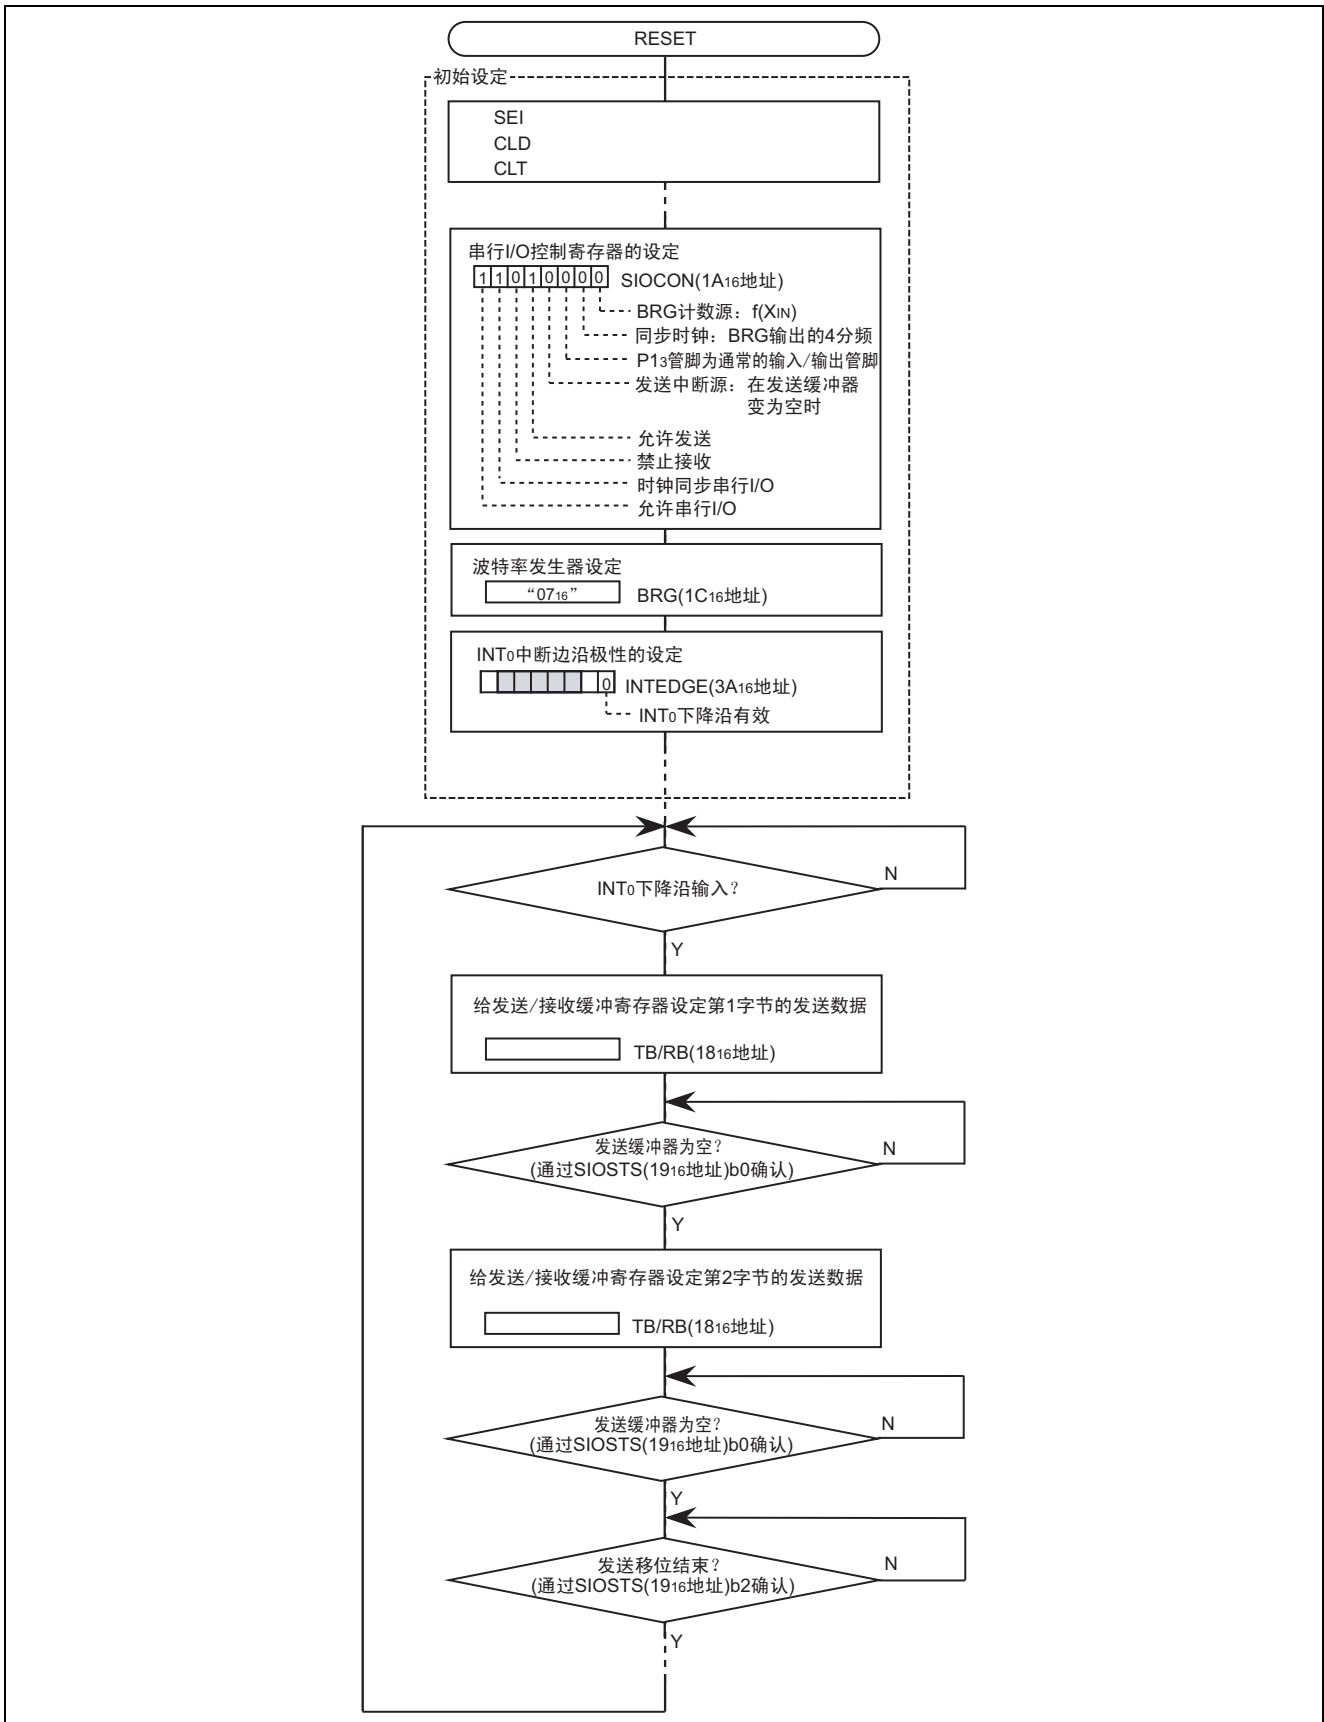 RESET
初始设定
SEI
CLD
CLT
串行I/O控制寄存器的设定
1 1 0 1 0 0 0 0 SIOCON(1A16地址)
BRG计数源：f(XIN)
同步时钟：BRG输出的4分频
P13管脚为通常的输入/输出管脚
发送中断源：在发送缓冲器
变为空时
允许发送
禁止接收
时钟同步串行I/O
允许串行I/O
波特率发生器设定
“0716” BRG(1C16地址)
INT0中断边沿极性的设定
0 INTEDGE(3A16地址)
INT0下降沿有效
INT0下降沿输入？
N
Y
给发送/接收缓冲寄存器设定第1字节的发送数据
TB/RB(1816地址)
发送缓冲器为空？
(通过SIOSTS(1916地址)b0确认)
N
Y
给发送/接收缓冲寄存器设定第2字节的发送数据
TB/RB(1816地址)
发送缓冲器为空？
(通过SIOSTS(1916地址)b0确认)
N
Y
发送移位结束？
(通过SIOSTS(1916地址)b2确认)
N
Y